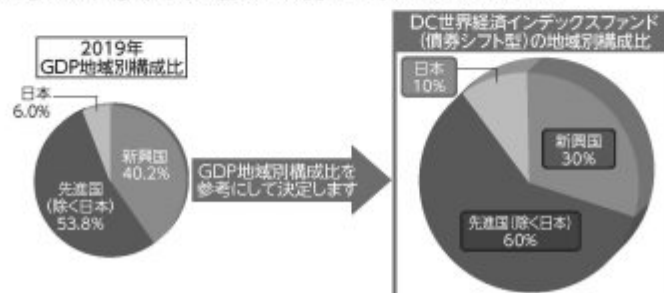 2019年
GDP地域別構成比
日本
6.0%
新興国
40.2%
先進国
(除く日本)
53.8%
GDP地域別構成比を
参考にして決定します
DC世界経済インデックスファンド
(債券シフト型)の地域別構成比
日本
10%
新興国
30%
先進国(除く日本)
60%